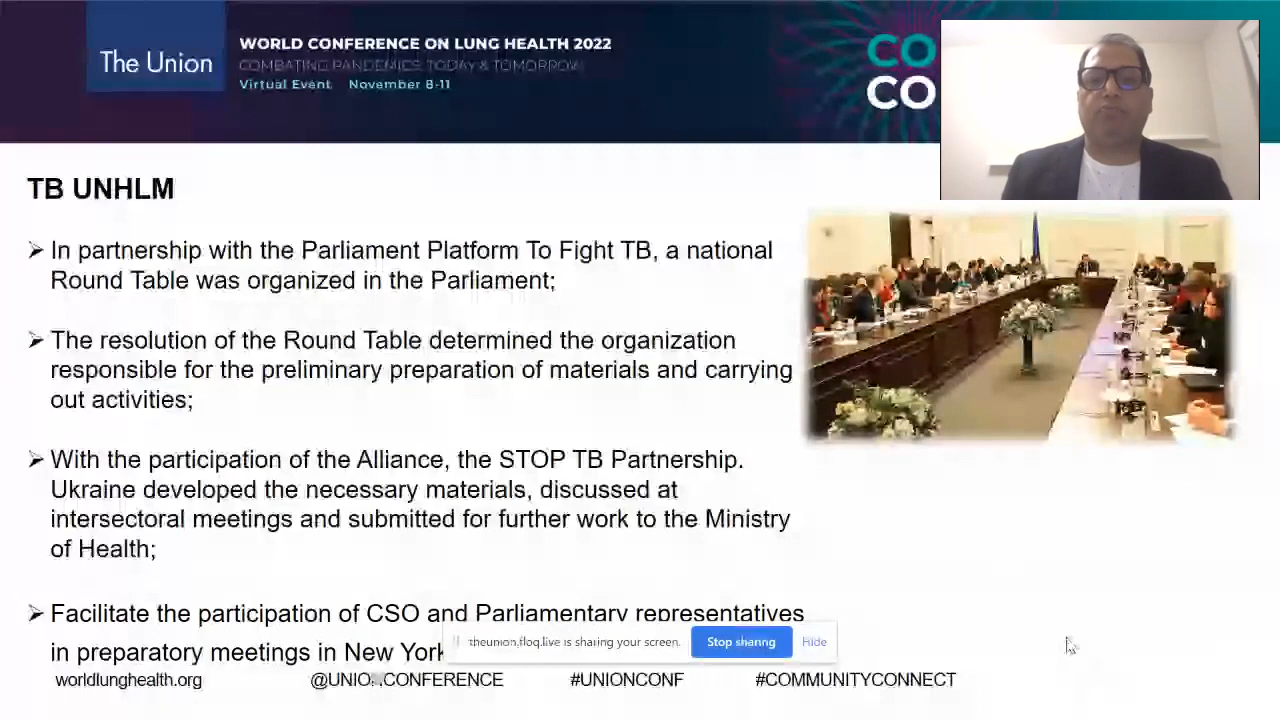 The Union
WORLD CONFERENCE ON LUNG HEALTH 2022
COMBATING PANDEMICS: TODAY & TOMORROW
Virtual Event November 8-11
CO
CO
TB UNHLM
➢ In partnership with the Parliament Platform To Fight TB, a national
Round Table was organized in the Parliament;
➢ The resolution of the Round Table determined the organization
responsible for the preliminary preparation of materials and carrying
out activities;
➢ With the participation of the Alliance, the STOP TB Partnership.
Ukraine developed the necessary materials, discussed at
intersectoral meetings and submitted for further work to the Ministry
of Health;
➢ Facilitate the participation of CSO and Parliamentary representatives
in preparatory meetings in New York
theunion.floq.live is sharing your screen. Stop sharing Hide
worldlunghealth.org @UNIONCONFERENCE #UNIONCONF #COMMUNITYCONNECT